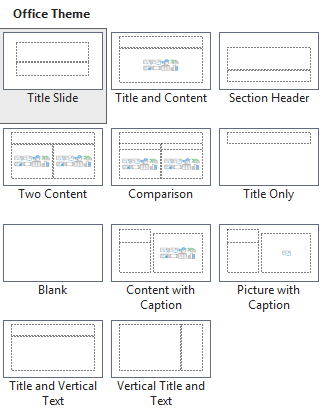 Office Theme
Title Slide
Title and Content
Section Header
Two Content
Comparison
Title Only
Blank
Content with
Caption
Picture with
Caption
Title and Vertical
Text
Vertical Title and
Text